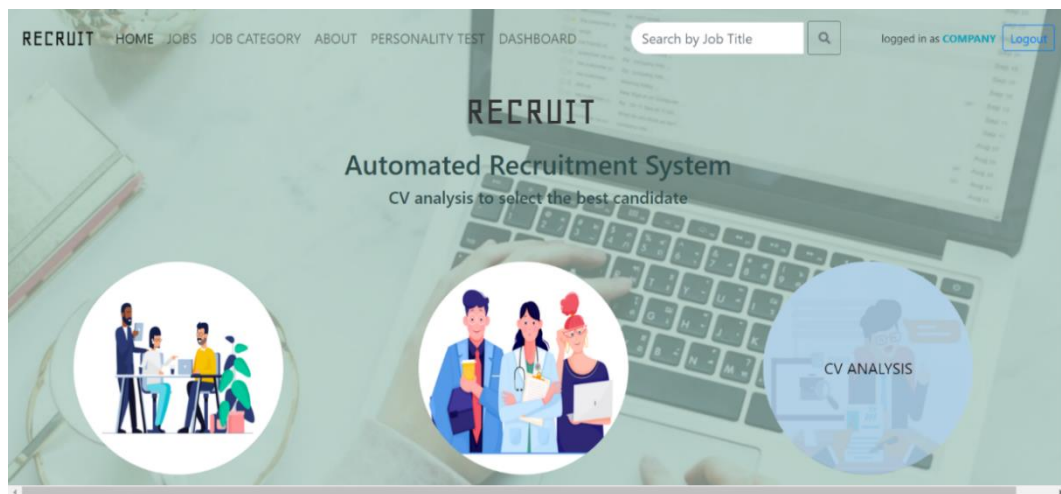 RECRUIT HOME JOBS JOB CATEGORY ABOUT PERSONALITY TEST DASHBOARD Search by Job Title logged in as COMPANY Logout
RECRUIT
Automated Recruitment System
CV analysis to select the best candidate
CV ANALYSIS